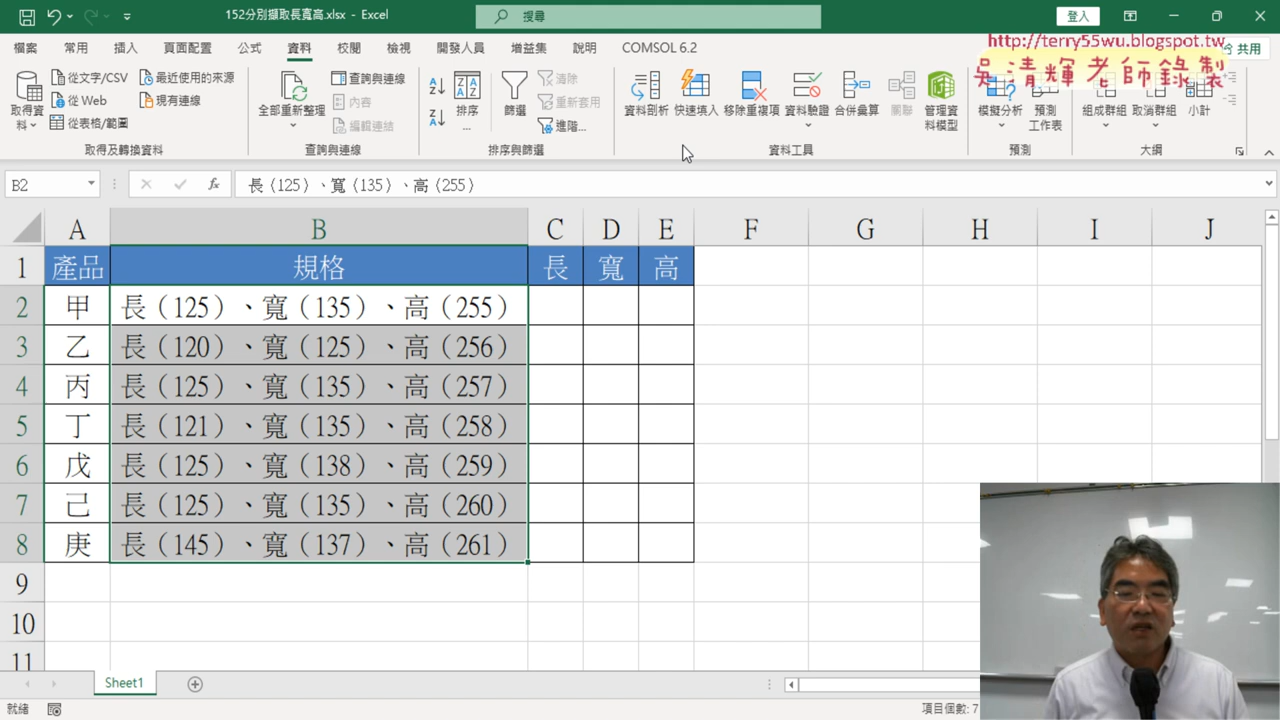 152分別擷取長寬高.xlsx - Excel
搜尋
登入
檔案 常用 插入 頁面配置 公式 資料 校閱 檢視 開發人員 增益集 說明 COMSOL 6.2
共用
http://terry55wu.blogspot.tw
吳清輝老師錄製
取得資料
從文字/CSV
從 Web
從表格/範圍
最近使用的來源
現有連線
全部重新整理
查詢與連線
內容
編輯連結
排序...
篩選
清除
重新套用
進階...
資料剖析
快速填入
移除重複項
資料驗證
合併彙算
關聯
管理資料模型
模擬分析
預測工作表
組成群組
取消群組
小計
取得及轉換資料 查詢與連線 排序與篩選 資料工具 預測 大綱
B2 fx 長（125）、寬（135）、高（255）
A B C D E F G H I J
1 產品 規格 長 寬 高
2 甲 長（125）、寬（135）、高（255）
3 乙 長（120）、寬（125）、高（256）
4 丙 長（125）、寬（135）、高（257）
5 丁 長（121）、寬（135）、高（258）
6 戊 長（125）、寬（138）、高（259）
7 己 長（125）、寬（135）、高（260）
8 庚 長（145）、寬（137）、高（261）
9
10
11
Sheet1
就緒
項目個數: 7